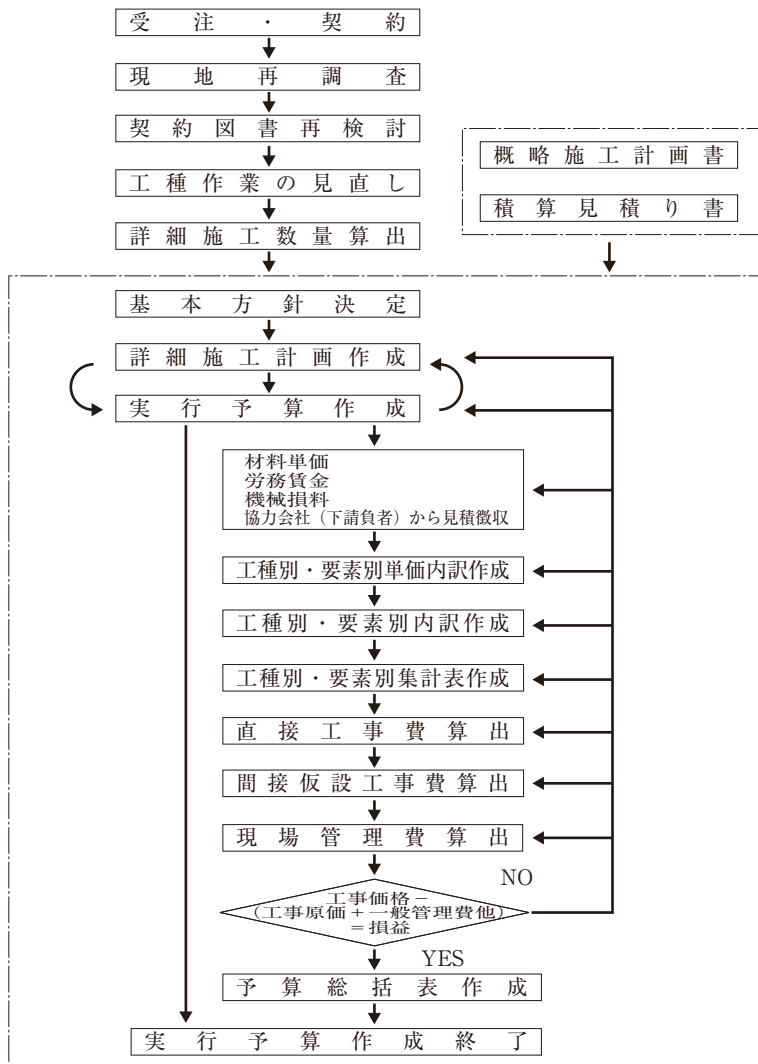 受注・契約
現地再調査
契約図書再検討
工種作業の見直し
詳細施工数量算出
概略施工計画書
積算見積り書
基本方針決定
詳細施工計画作成
実行予算作成
材料単価
労務賃金
機械損料
協力会社（下請負者）から見積徴収
工種別・要素別単価内訳作成
工種別・要素別内訳作成
工種別・要素別集計表作成
直接工事費算出
間接仮設工事費算出
現場管理費算出
工事価格－
（工事原価＋一般管理費他）
＝損益
NO
YES
予算総括表作成
実行予算作成終了